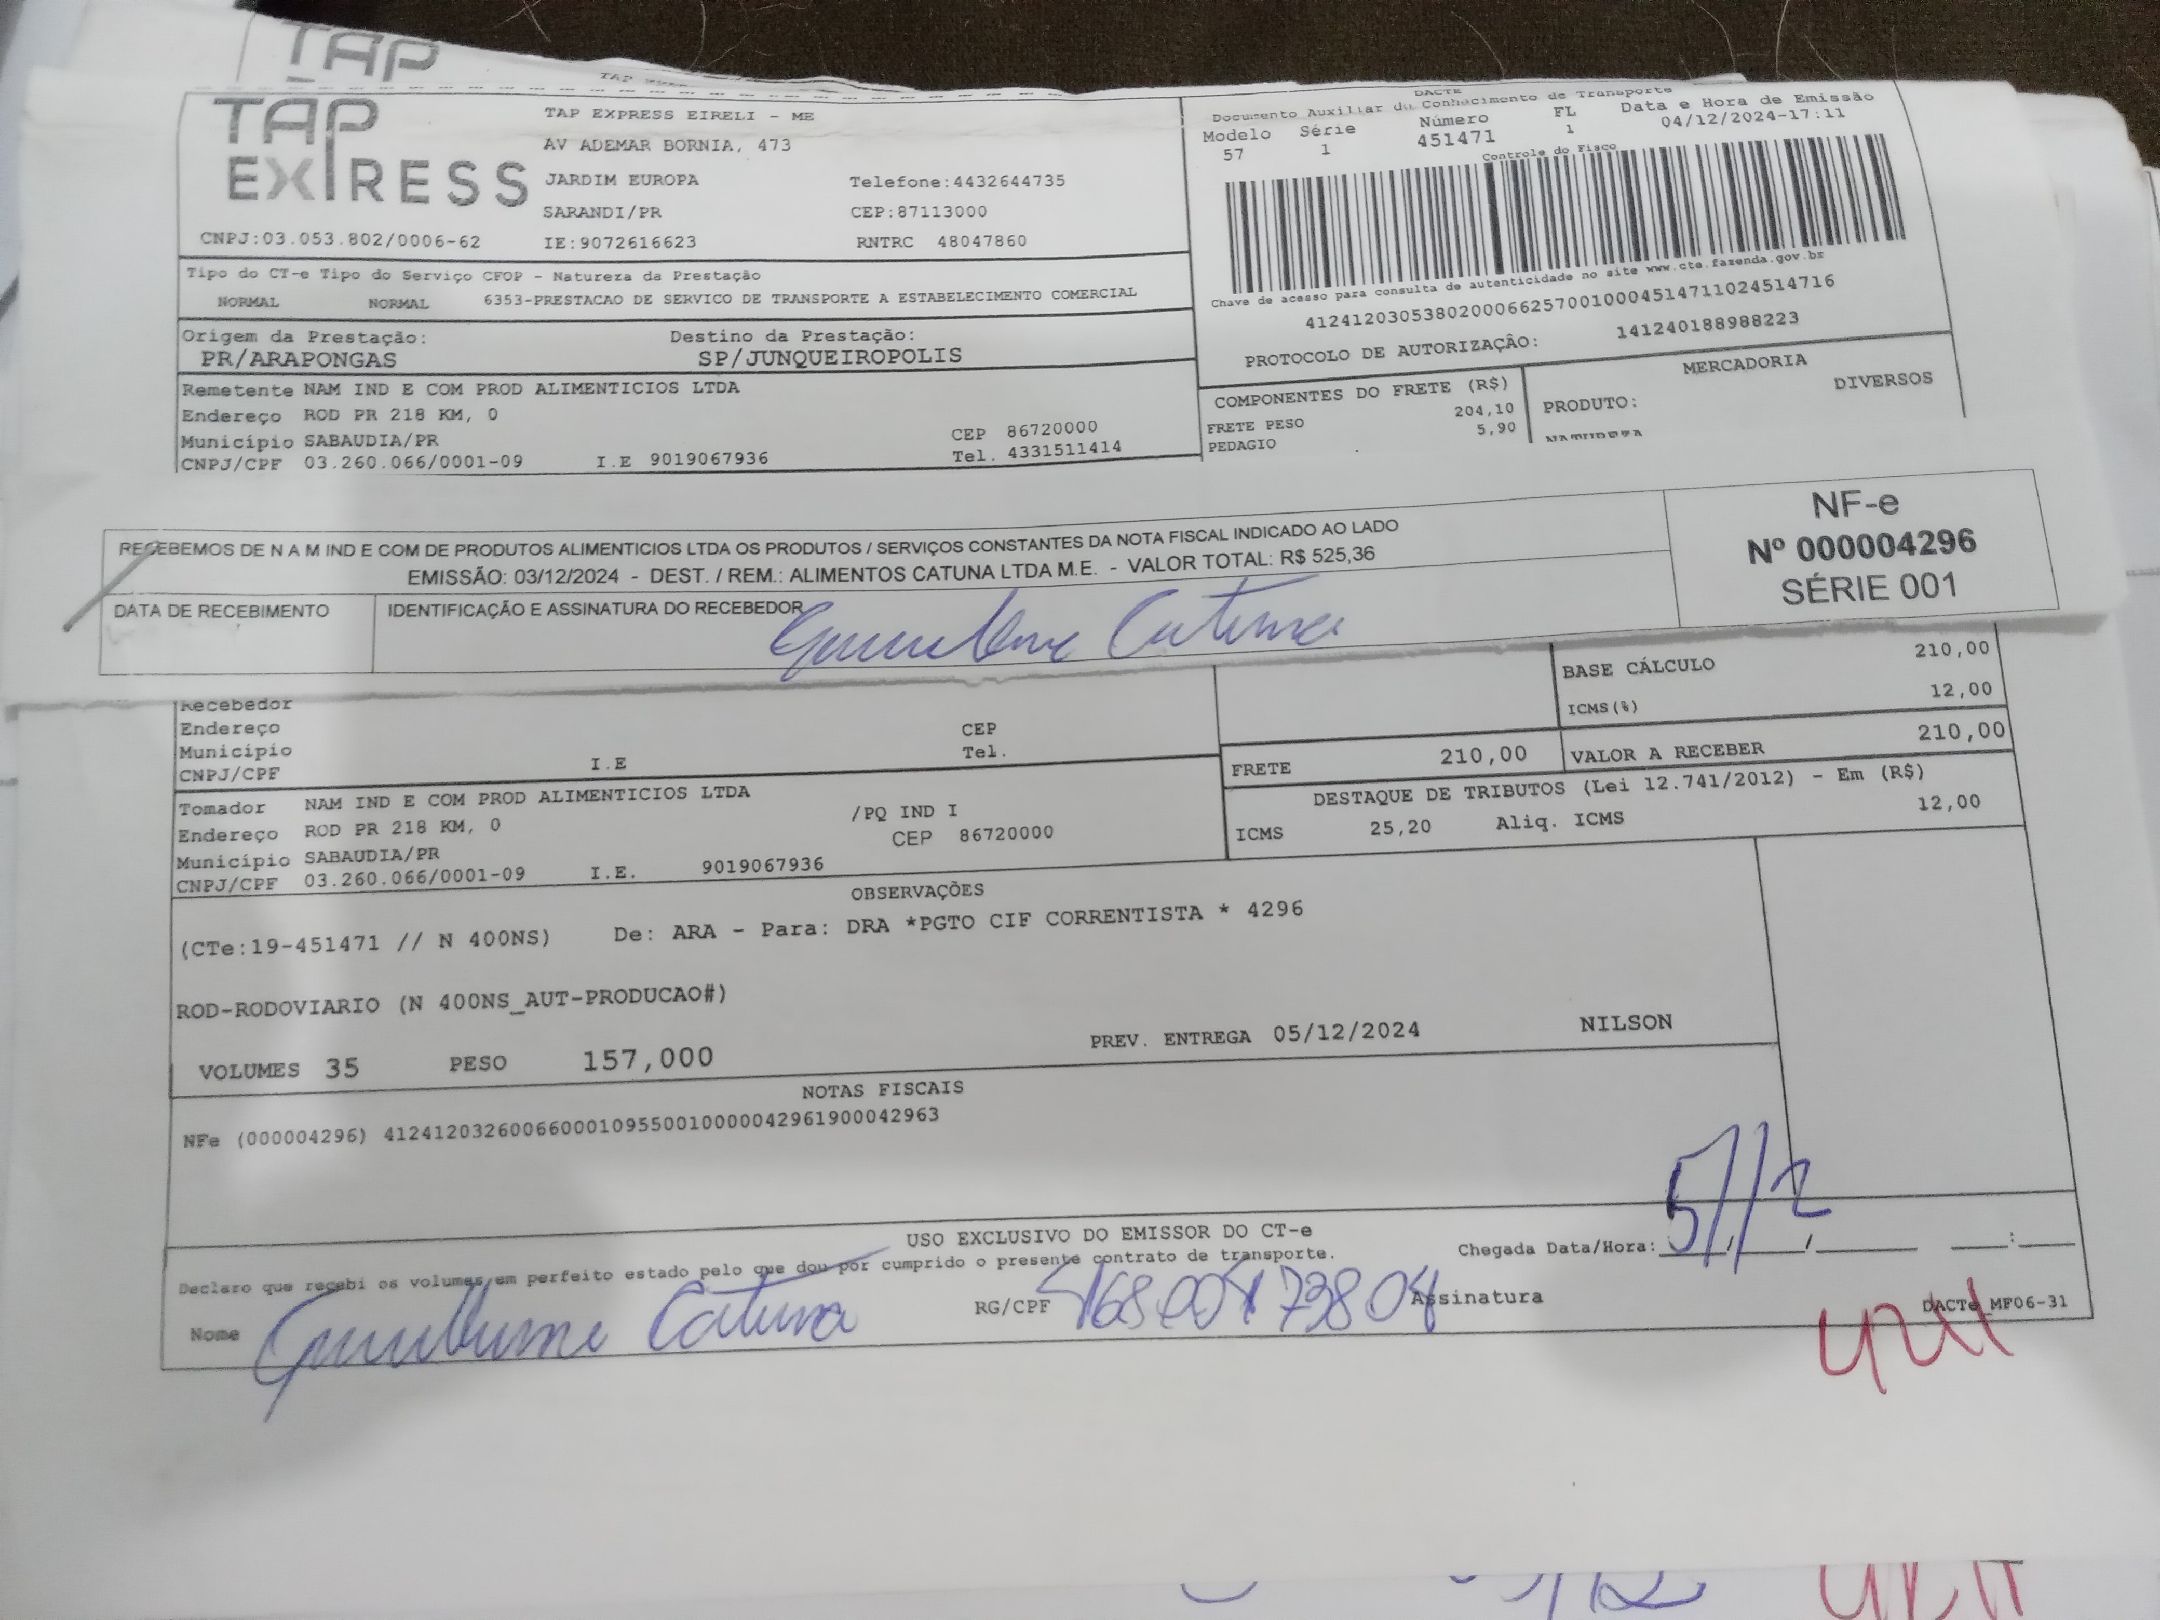 TAP
TAP
EXPRESS
TAP EXPRESS EIRELI - ME
AV ADEMAR BORNIA, 473
JARDIM EUROPA Telefone:4432644735
SARANDI/PR CEP:87113000
CNPJ:03.053.802/0006-62 IE:9072616623 RNTRC 48047860
DACTE
Documento Auxiliar do Conhecimento de Transporte
Modelo Série Número FL Data e Hora de Emissão
57 1 451471 1 04/12/2024-17:11
Controle do Fisco
Chave de acesso para consulta de autenticidade no site www.cte.fazenda.gov.br
41241203053802000662570010004514711024514716
PROTOCOLO DE AUTORIZAÇÃO: 141240188988223
Tipo do CT-e Tipo do Serviço CFOP - Natureza da Prestação
NORMAL NORMAL 6353-PRESTACAO DE SERVICO DE TRANSPORTE A ESTABELECIMENTO COMERCIAL
Origem da Prestação: Destino da Prestação:
PR/ARAPONGAS SP/JUNQUEIROPOLIS
Remetente NAM IND E COM PROD ALIMENTICIOS LTDA
Endereço ROD PR 218 KM, 0
Município SABAUDIA/PR CEP 86720000
CNPJ/CPF 03.260.066/0001-09 I.E 9019067936 Tel. 4331511414
COMPONENTES DO FRETE (R$)
FRETE PESO 204,10
PEDAGIO 5,90
MERCADORIA
PRODUTO: DIVERSOS
RECEBEMOS DE N A M IND E COM DE PRODUTOS ALIMENTICIOS LTDA OS PRODUTOS / SERVIÇOS CONSTANTES DA NOTA FISCAL INDICADO AO LADO
EMISSÃO: 03/12/2024 - DEST. / REM.: ALIMENTOS CATUNA LTDA M.E. - VALOR TOTAL: R$ 525,36
DATA DE RECEBIMENTO IDENTIFICAÇÃO E ASSINATURA DO RECEBEDOR
Catuna
NF-e
Nº 000004296
SÉRIE 001
Recebedor
Endereço CEP
Município Tel.
CNPJ/CPF I.E
BASE CÁLCULO 210,00
ICMS(%) 12,00
FRETE 210,00 VALOR A RECEBER 210,00
DESTAQUE DE TRIBUTOS (Lei 12.741/2012) - Em (R$)
ICMS 25,20 Aliq. ICMS 12,00
Tomador NAM IND E COM PROD ALIMENTICIOS LTDA
Endereço ROD PR 218 KM, 0 /PQ IND I
Município SABAUDIA/PR CEP 86720000
CNPJ/CPF 03.260.066/0001-09 I.E. 9019067936
OBSERVAÇÕES
(CTe:19-451471 // N 400NS) De: ARA - Para: DRA *PGTO CIF CORRENTISTA * 4296
ROD-RODOVIARIO (N 400NS_AUT-PRODUCAO#)
PREV. ENTREGA 05/12/2024 NILSON
VOLUMES 35 PESO 157,000
NOTAS FISCAIS
NFe (000004296) 41241203260066000109550010000042961900042963
USO EXCLUSIVO DO EMISSOR DO CT-e
Declaro que recebi os volumes em perfeito estado pelo que dou por cumprido o presente contrato de transporte.
Chegada Data/Hora: 5/12
Nome Catuna RG/CPF Assinatura
DACTe_MF06-31